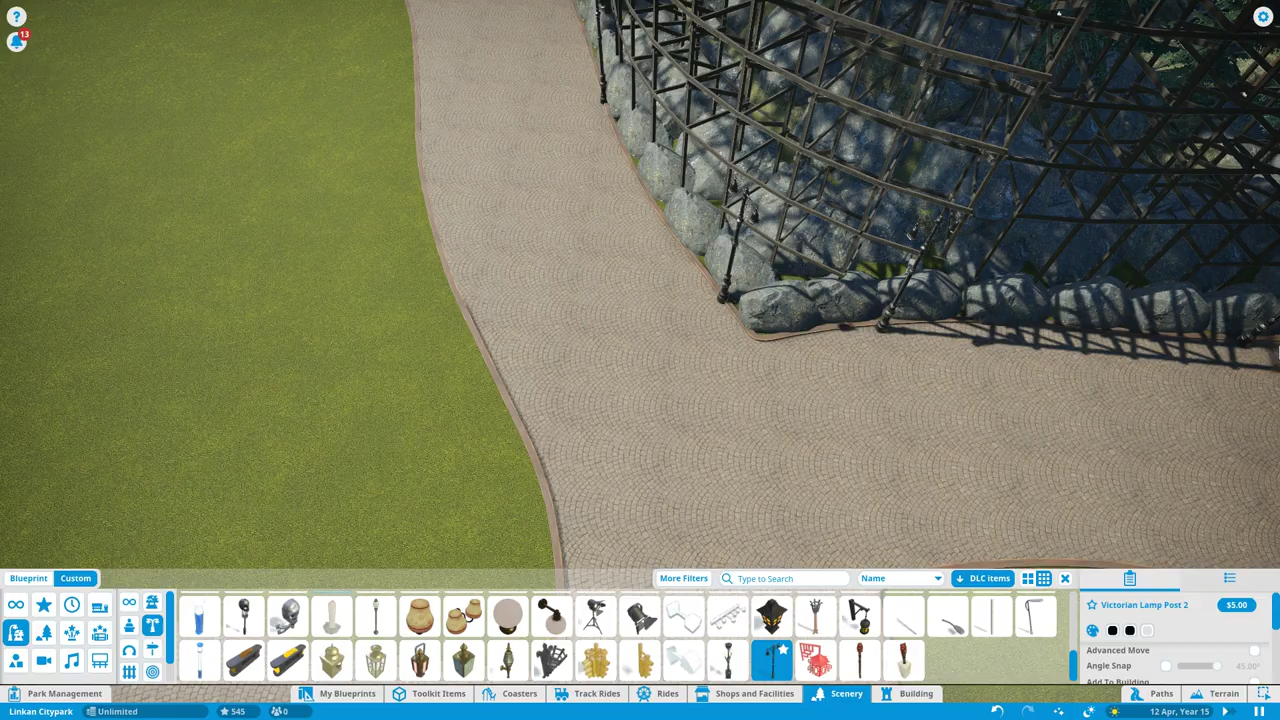 13
Blueprint
Custom
More Filters
Type to Search
Name
DLC items
Victorian Lamp Post 2
$5.00
Advanced Move
Angle Snap
45.00°
Add To Building
Park Management
My Blueprints
Toolkit Items
Coasters
Track Rides
Rides
Shops and Facilities
Scenery
Building
Paths
Terrain
Linkan Citypark
Unlimited
545
0
12 Apr, Year 15